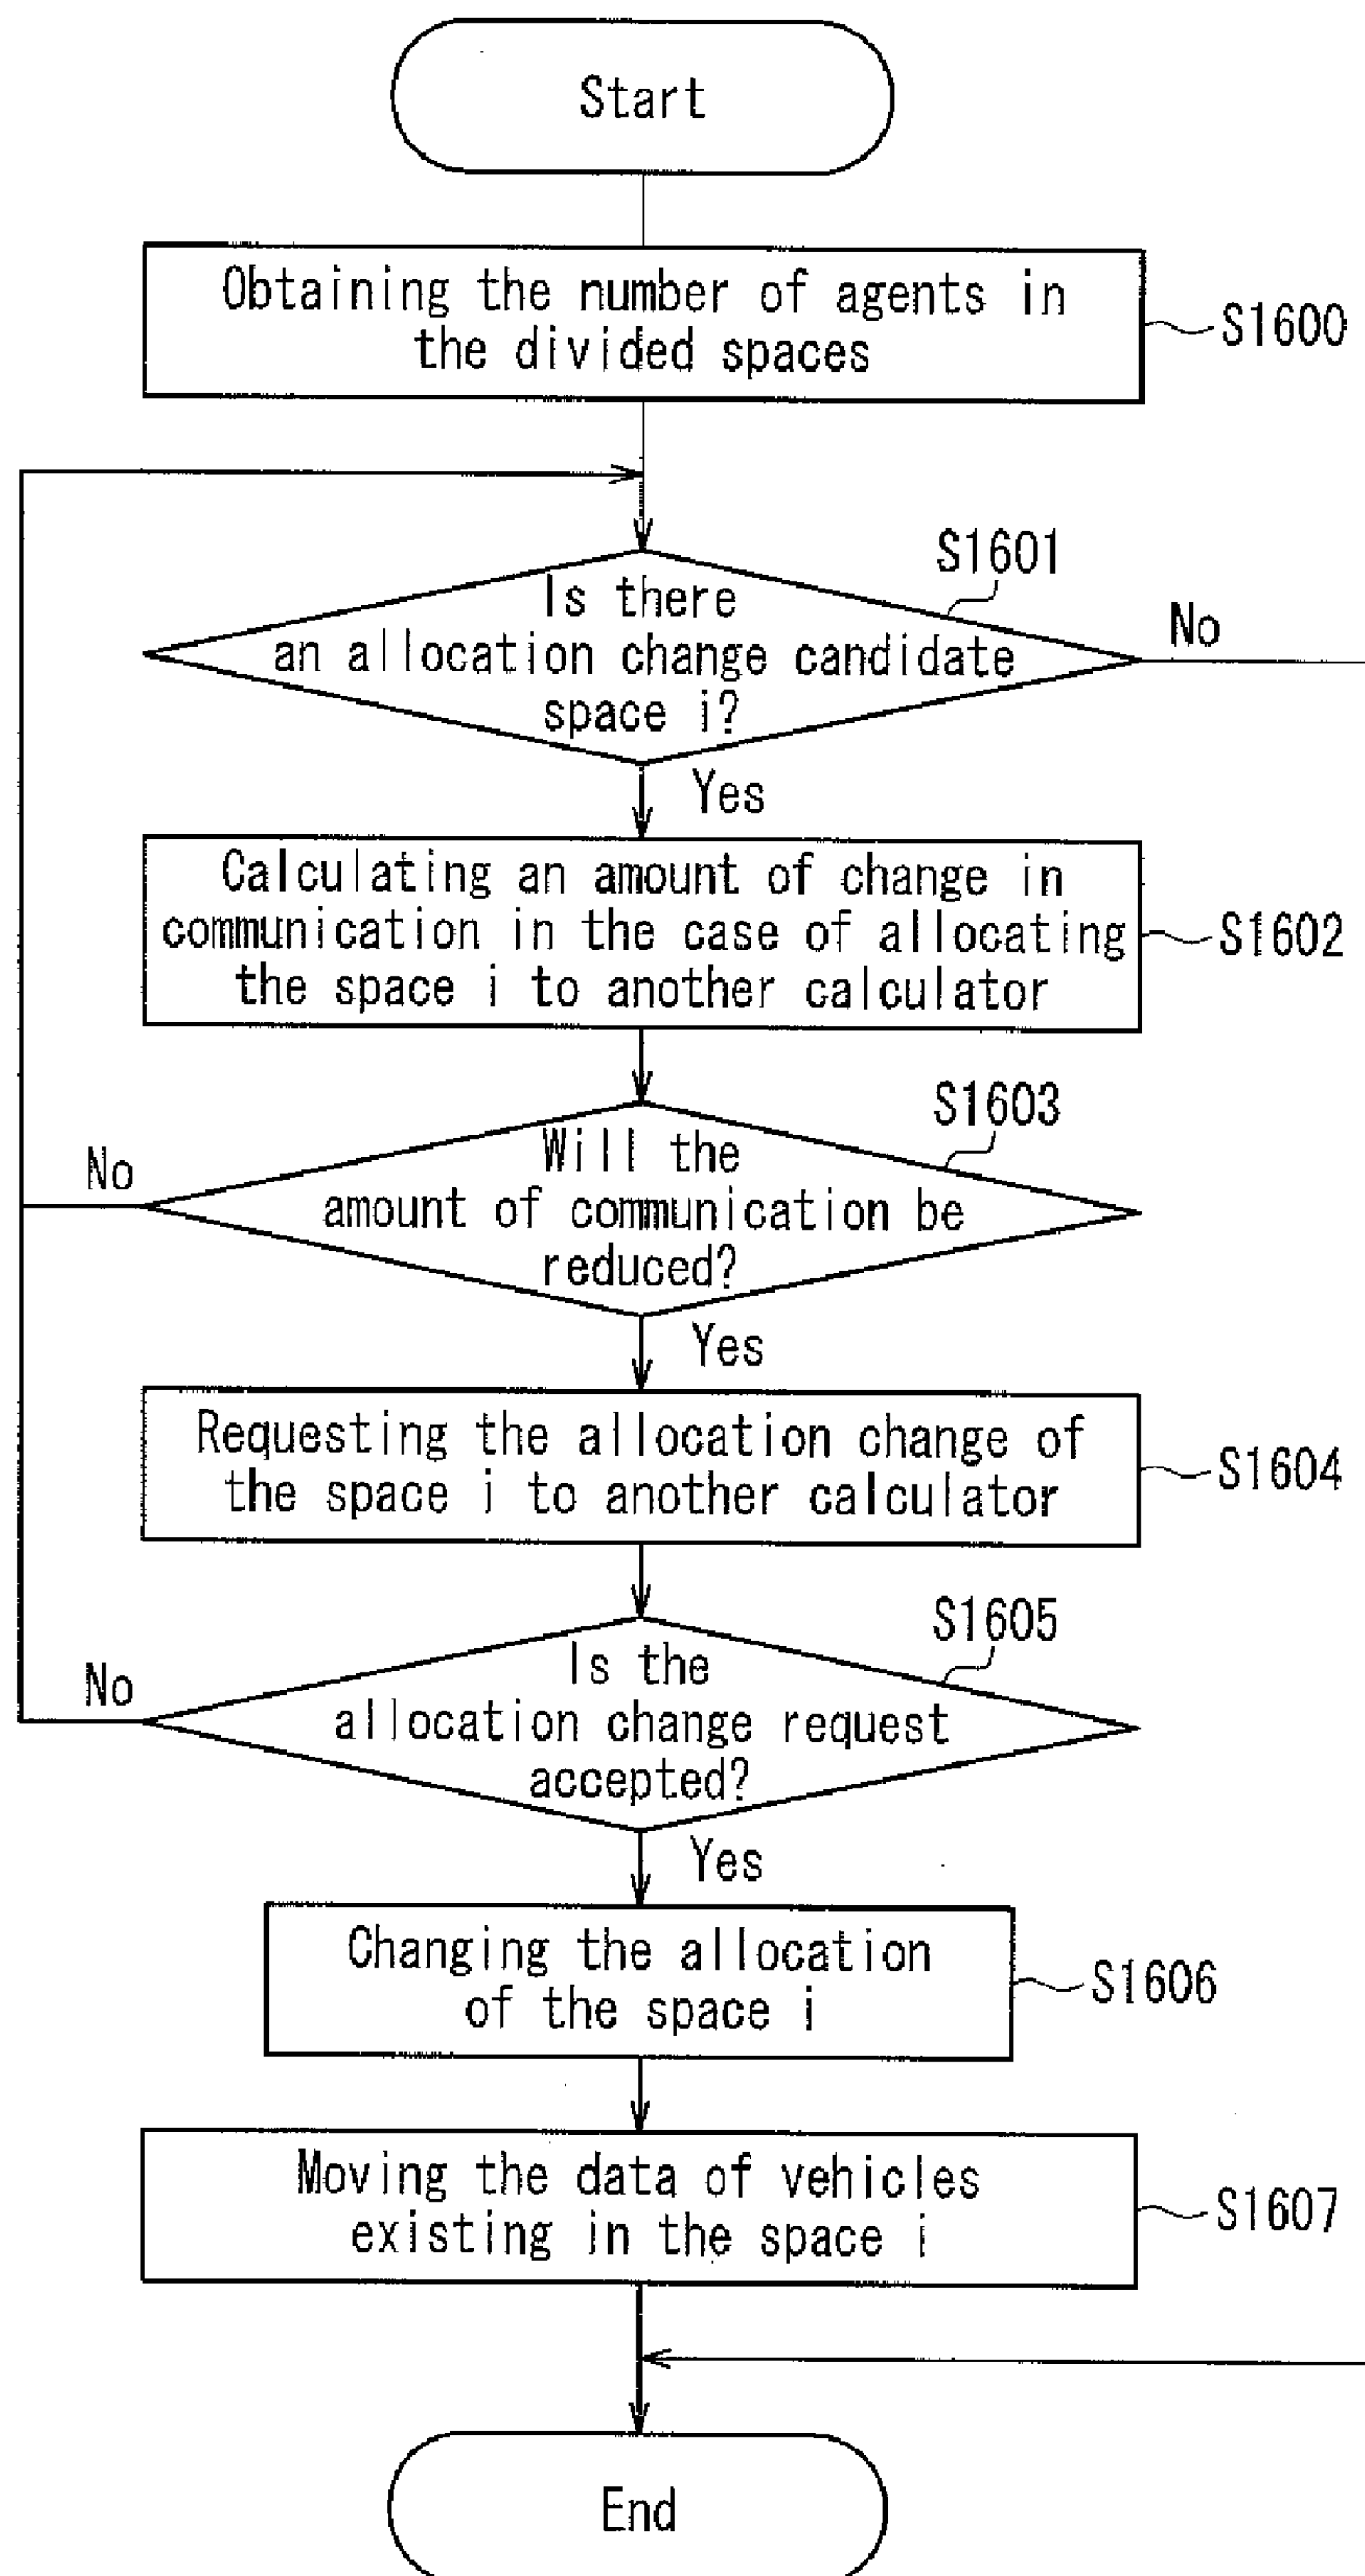 Start
Obtaining the number of agents in
the divided spaces
S1600
S1601
Is there
an allocation change candidate
space i?
No
Yes
Calculating an amount of change in
communication in the case of allocating
the space i to another calculator
S1602
S1603
Will the
amount of communication be
reduced?
No
Yes
Requesting the allocation change of
the space i to another calculator
S1604
S1605
Is the
allocation change request
accepted?
No
Yes
Changing the allocation
of the space i
S1606
Moving the data of vehicles
existing in the space i
S1607
End